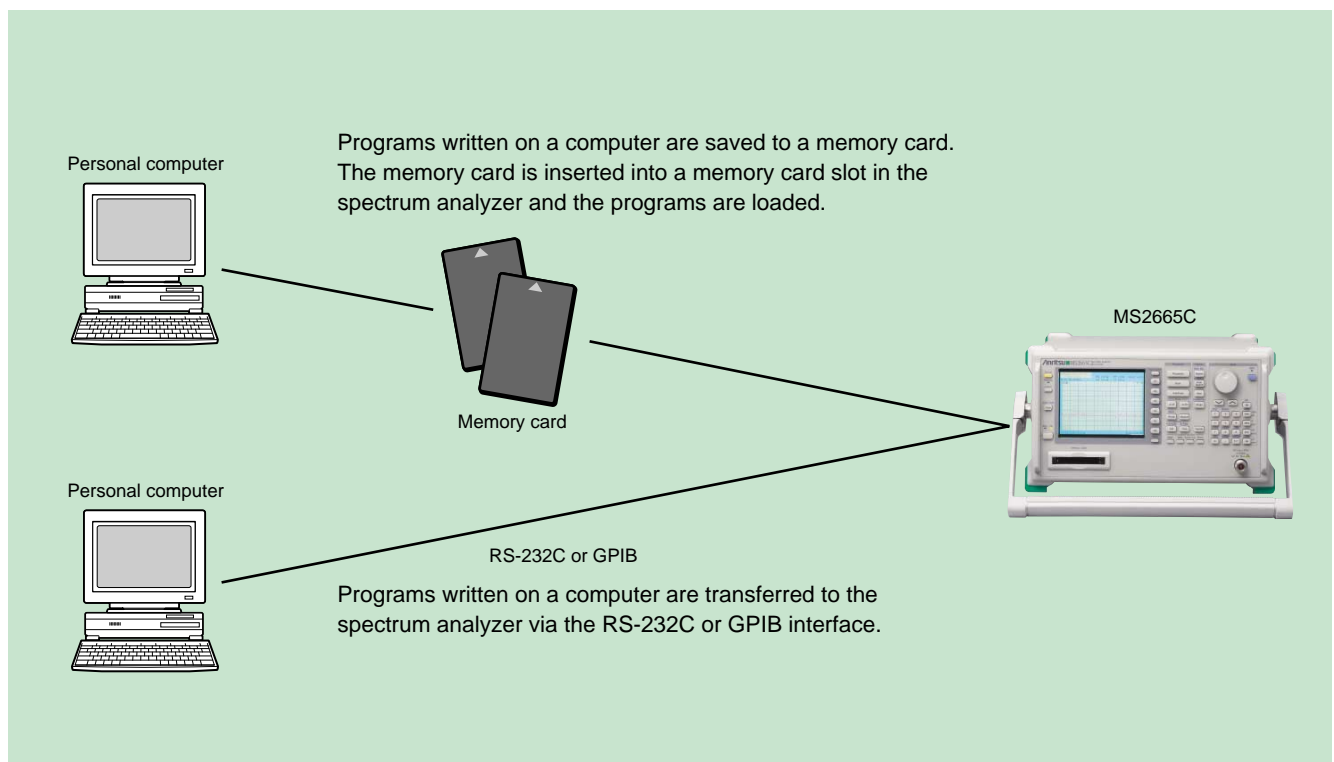 Programs written on a computer are saved to a memory card.
The memory card is inserted into a memory card slot in the
spectrum analyzer and the programs are loaded.
Personal computer
Memory card
MS2665C
Anritsu
Personal computer
RS-232C or GPIB
Programs written on a computer are transferred to the
spectrum analyzer via the RS-232C or GPIB interface.